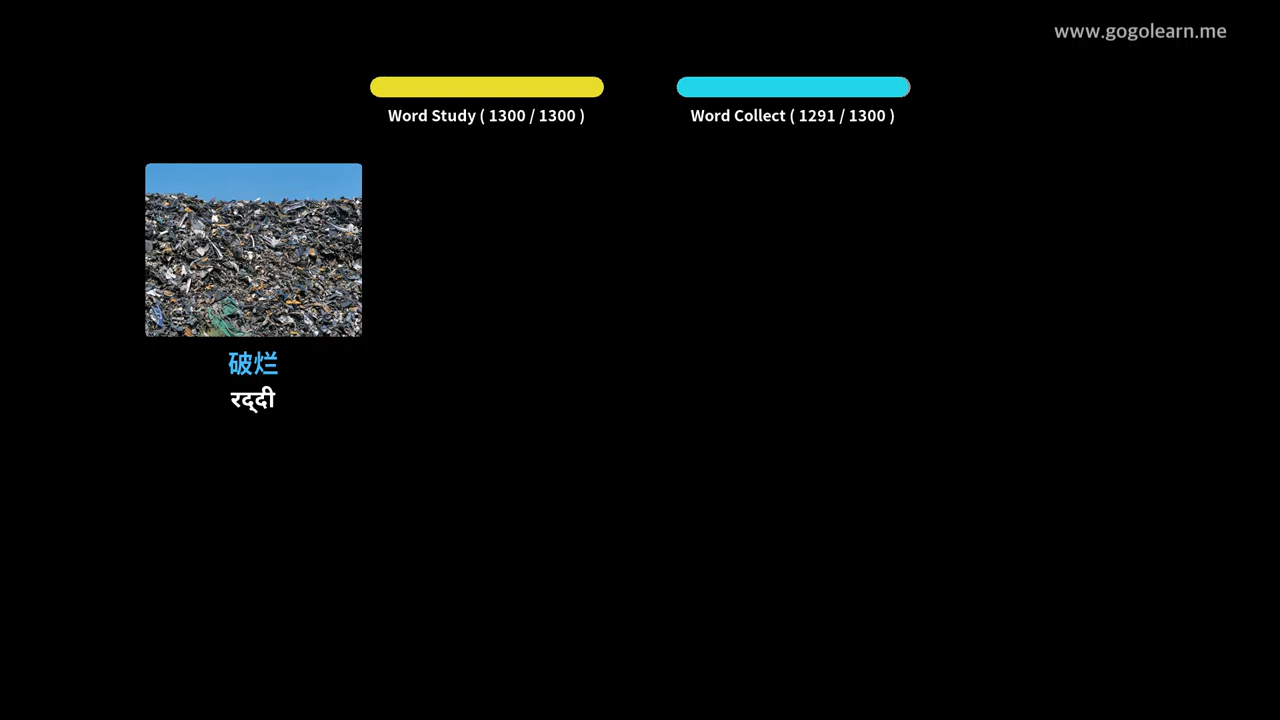 www.gogolearn.me
Word Study ( 1300 / 1300 )
Word Collect ( 1291 / 1300 )
破烂
रद्‌दी